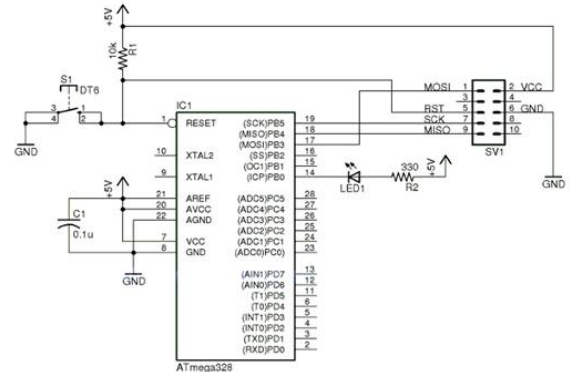 +5V
10k
R1
S1
DT6
3
1
4
2
GND
MOSI
RST
SCK
MISO
1
2
3
4
5
6
7
8
9
10
VCC
GND
SV1
GND
IC1
1
RESET
(SCK)PB5
19
(MISO)PB4
18
(MOSI)PB3
17
10
XTAL2
(SS)PB2
16
(OC1)PB1
15
9
XTAL1
(ICP)PB0
14
LED1
330
R2
+5V
+5V
21
AREF
(ADC5)PC5
28
20
AVCC
(ADC4)PC4
27
22
AGND
(ADC3)PC3
26
(ADC2)PC2
25
7
VCC
(ADC1)PC1
24
8
GND
(ADC0)PC0
23
C1
0.1u
GND
(AIN1)PD7
13
(AIN0)PD6
12
(T1)PD5
11
(T0)PD4
6
(INT1)PD3
5
(INT0)PD2
4
(TXD)PD1
3
(RXD)PD0
2
ATmega328